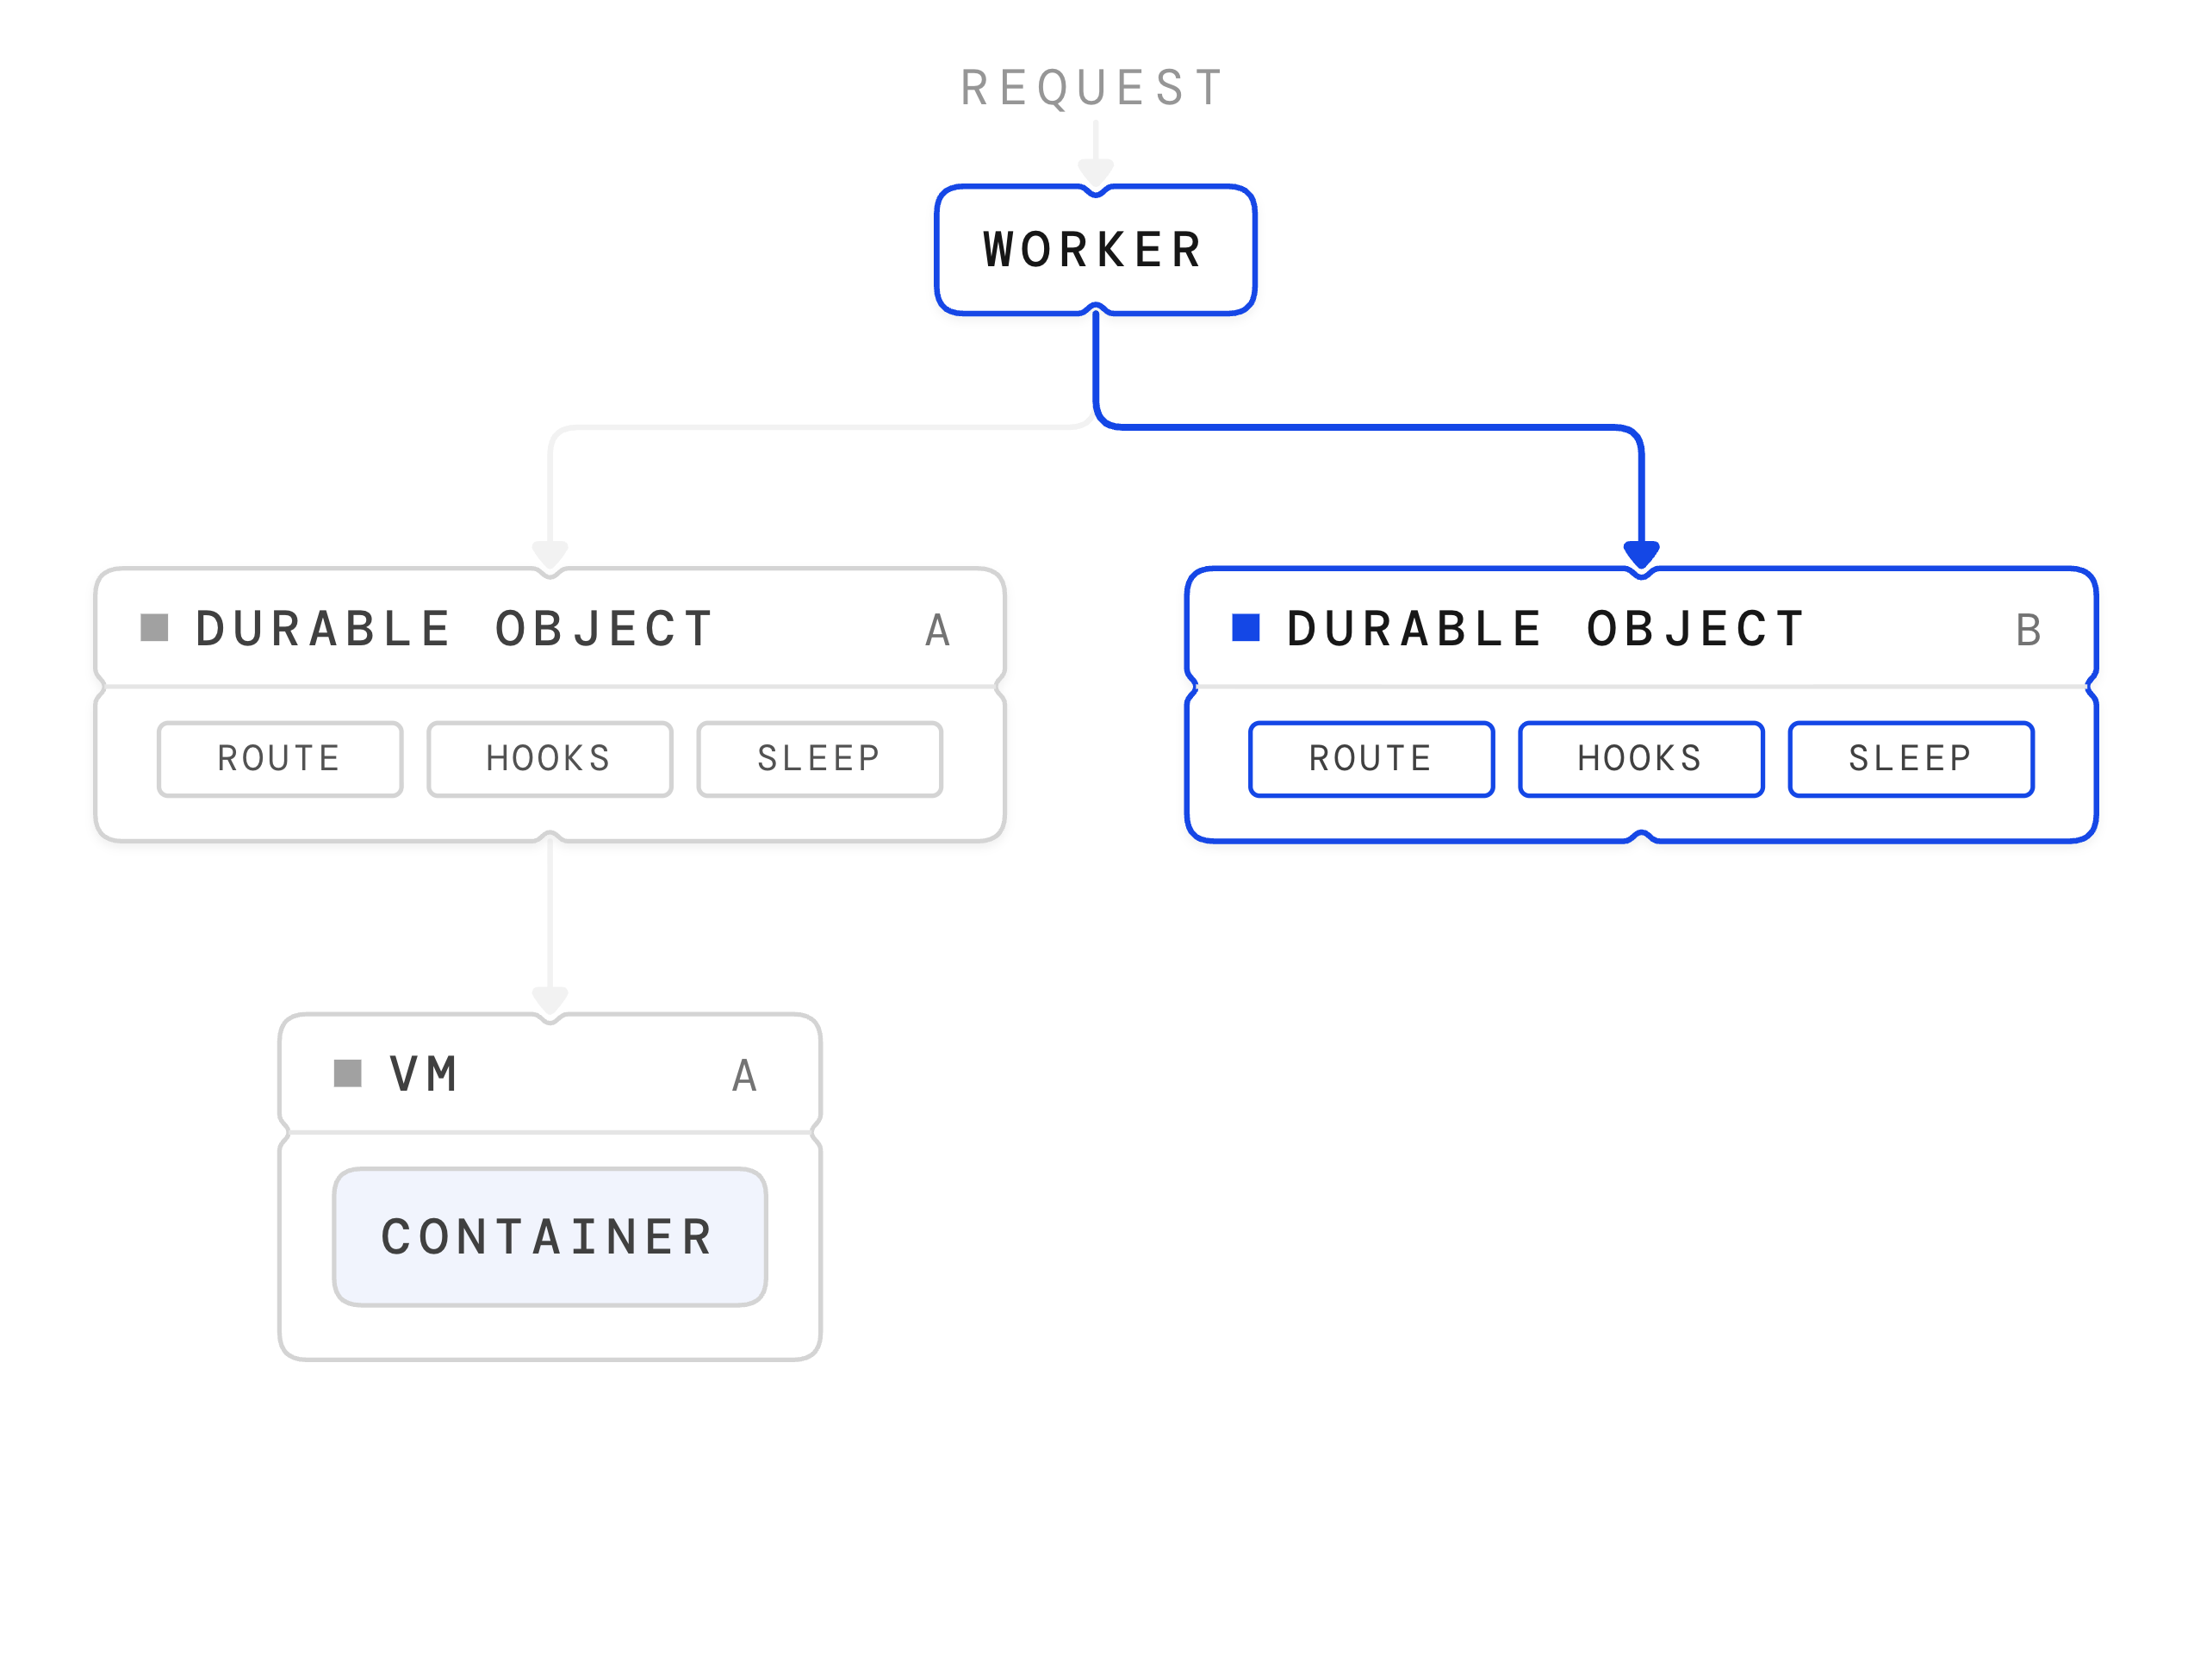 REQUEST
WORKER
DURABLE OBJECT A
ROUTE HOOKS SLEEP
DURABLE OBJECT B
ROUTE HOOKS SLEEP
VM A
CONTAINER